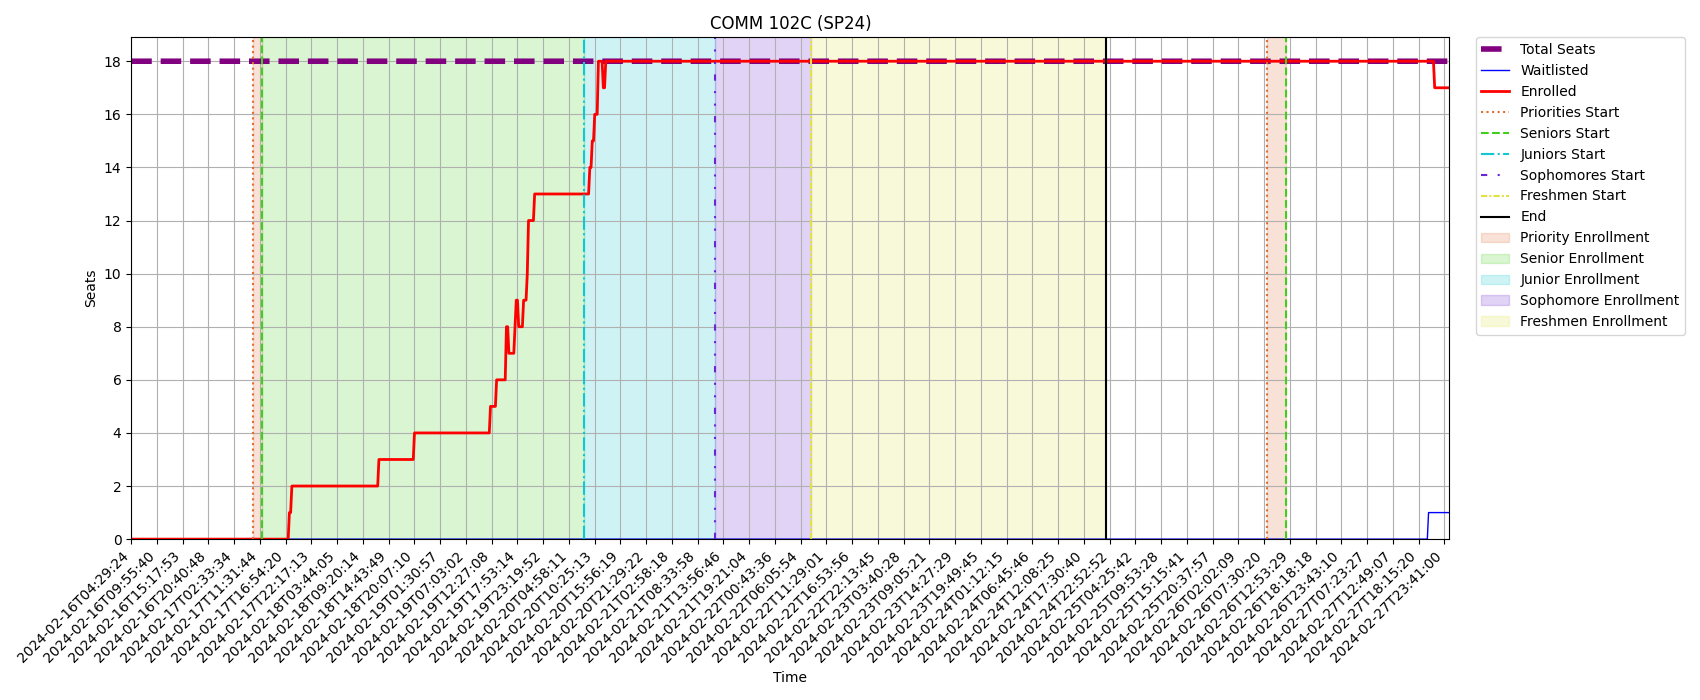 COMM 102C (SP24)
Seats
18
16
14
12
10
8
6
4
2
0
2024-02-16T04:29:24
2024-02-16T09:55:40
2024-02-16T15:17:53
2024-02-16T20:40:48
2024-02-17T02:33:34
2024-02-17T11:31:44
2024-02-17T16:54:20
2024-02-17T22:17:13
2024-02-18T03:44:05
2024-02-18T09:20:14
2024-02-18T14:43:49
2024-02-18T20:07:10
2024-02-19T01:30:57
2024-02-19T07:03:02
2024-02-19T12:27:08
2024-02-19T17:53:14
2024-02-19T23:19:52
2024-02-20T04:58:11
2024-02-20T10:25:13
2024-02-20T15:56:19
2024-02-20T21:29:22
2024-02-21T02:58:18
2024-02-21T08:33:58
2024-02-21T13:56:46
2024-02-21T19:21:04
2024-02-22T00:43:36
2024-02-22T06:05:54
2024-02-22T11:29:01
2024-02-22T16:53:56
2024-02-22T22:13:45
2024-02-23T03:40:28
2024-02-23T09:05:21
2024-02-23T14:27:29
2024-02-23T19:49:45
2024-02-24T01:12:15
2024-02-24T06:45:46
2024-02-24T12:08:25
2024-02-24T17:30:40
2024-02-24T22:52:52
2024-02-25T04:25:42
2024-02-25T09:53:28
2024-02-25T15:15:41
2024-02-25T20:37:57
2024-02-26T02:02:09
2024-02-26T07:30:20
2024-02-26T12:53:29
2024-02-26T18:18:18
2024-02-26T23:43:10
2024-02-27T07:23:27
2024-02-27T12:49:07
2024-02-27T18:15:20
2024-02-27T23:41:00
Time
Total Seats
Waitlisted
Enrolled
Priorities Start
Seniors Start
Juniors Start
Sophomores Start
Freshmen Start
End
Priority Enrollment
Senior Enrollment
Junior Enrollment
Sophomore Enrollment
Freshmen Enrollment